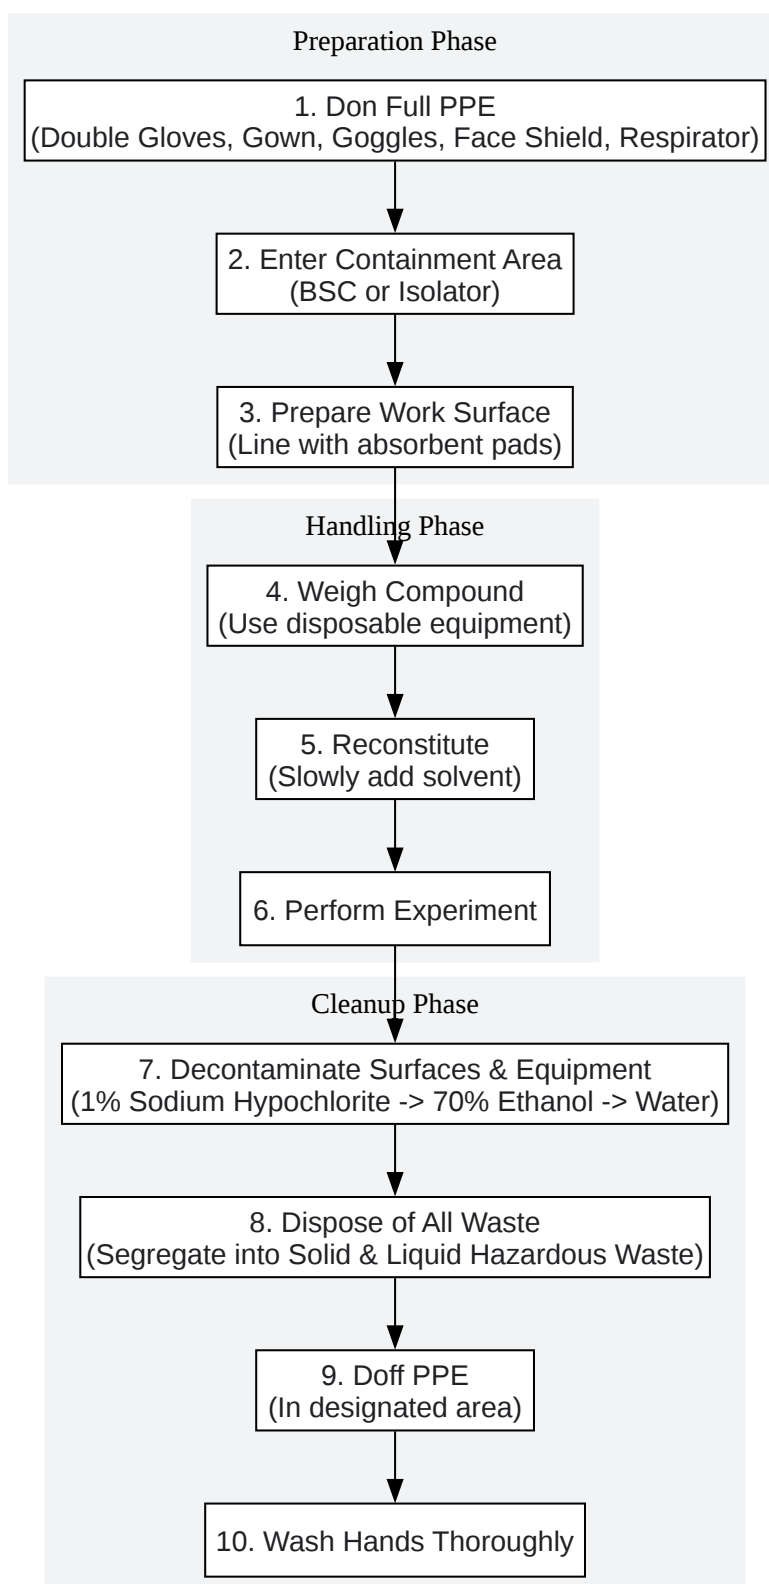 Preparation Phase
1. Don Full PPE
(Double Gloves, Gown, Goggles, Face Shield, Respirator)
2. Enter Containment Area
(BSC or Isolator)
3. Prepare Work Surface
(Line with absorbent pads)
Handling Phase
4. Weigh Compound
(Use disposable equipment)
5. Reconstitute
(Slowly add solvent)
6. Perform Experiment
Cleanup Phase
7. Decontaminate Surfaces & Equipment
(1% Sodium Hypochlorite -> 70% Ethanol -> Water)
8. Dispose of All Waste
(Segregate into Solid & Liquid Hazardous Waste)
9. Doff PPE
(In designated area)
10. Wash Hands Thoroughly